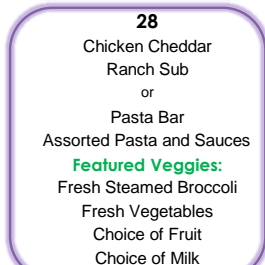 28
Chicken Cheddar
Ranch Sub
or
Pasta Bar
Assorted Pasta and Sauces
Featured Veggies:
Fresh Steamed Broccoli
Fresh Vegetables
Choice of Fruit
Choice of Milk